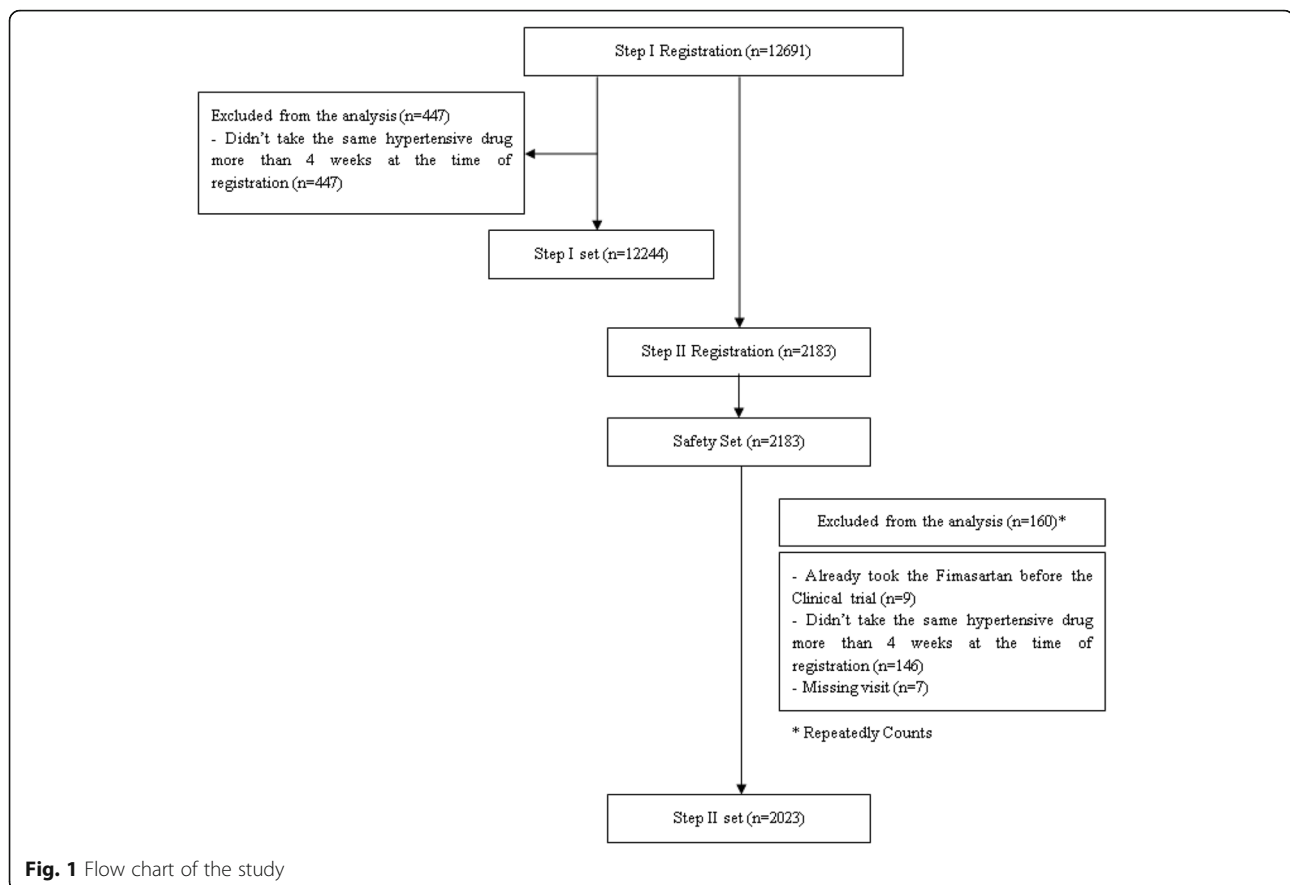 Step I Registration (n=12691)
Excluded from the analysis (n=447)
- Didn't take the same hypertensive drug
more than 4 weeks at the time of
registration (n=447)
Step I set (n=12244)
Step II Registration (n=2183)
Safety Set (n=2183)
Excluded from the analysis (n=160)*
- Already took the Fimasartan before the
Clinical trial (n=9)
- Didn't take the same hypertensive drug
more than 4 weeks at the time of
registration (n=146)
- Missing visit (n=7)
* Repeatedly Counts
Step II set (n=2023)
Fig. 1 Flow chart of the study